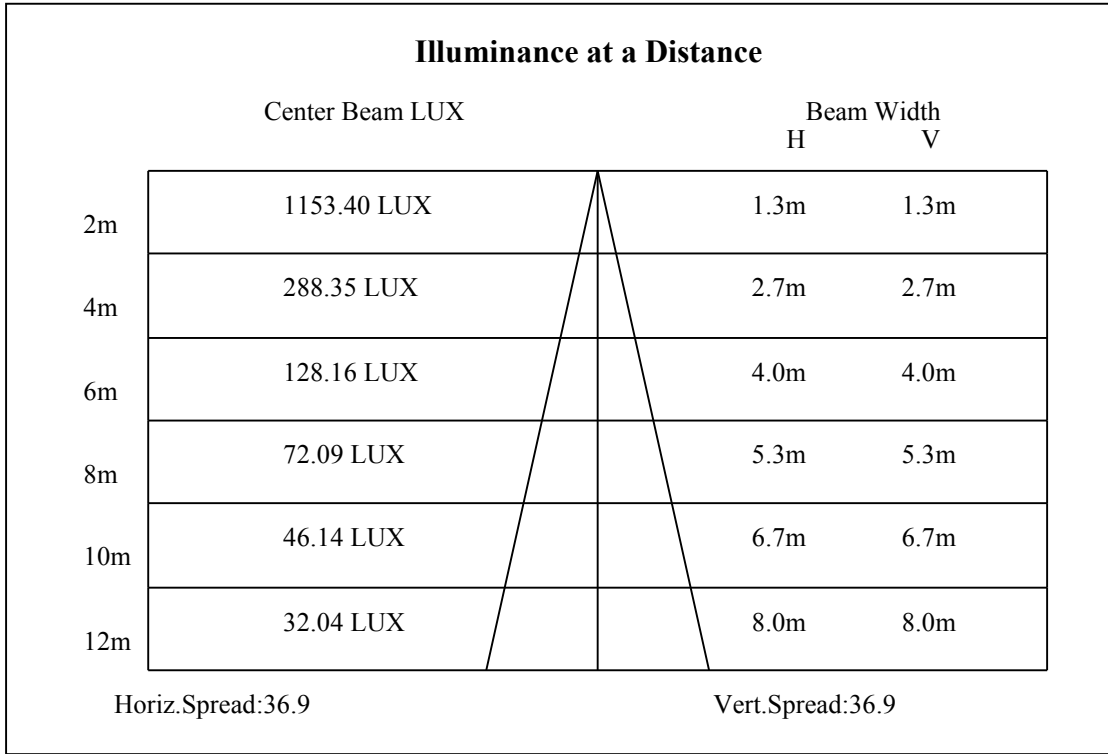 Illuminance at a Distance
Center Beam LUX Beam Width
H V
2m 1153.40 LUX 1.3m 1.3m
4m 288.35 LUX 2.7m 2.7m
6m 128.16 LUX 4.0m 4.0m
8m 72.09 LUX 5.3m 5.3m
10m 46.14 LUX 6.7m 6.7m
12m 32.04 LUX 8.0m 8.0m
Horiz.Spread:36.9 Vert.Spread:36.9